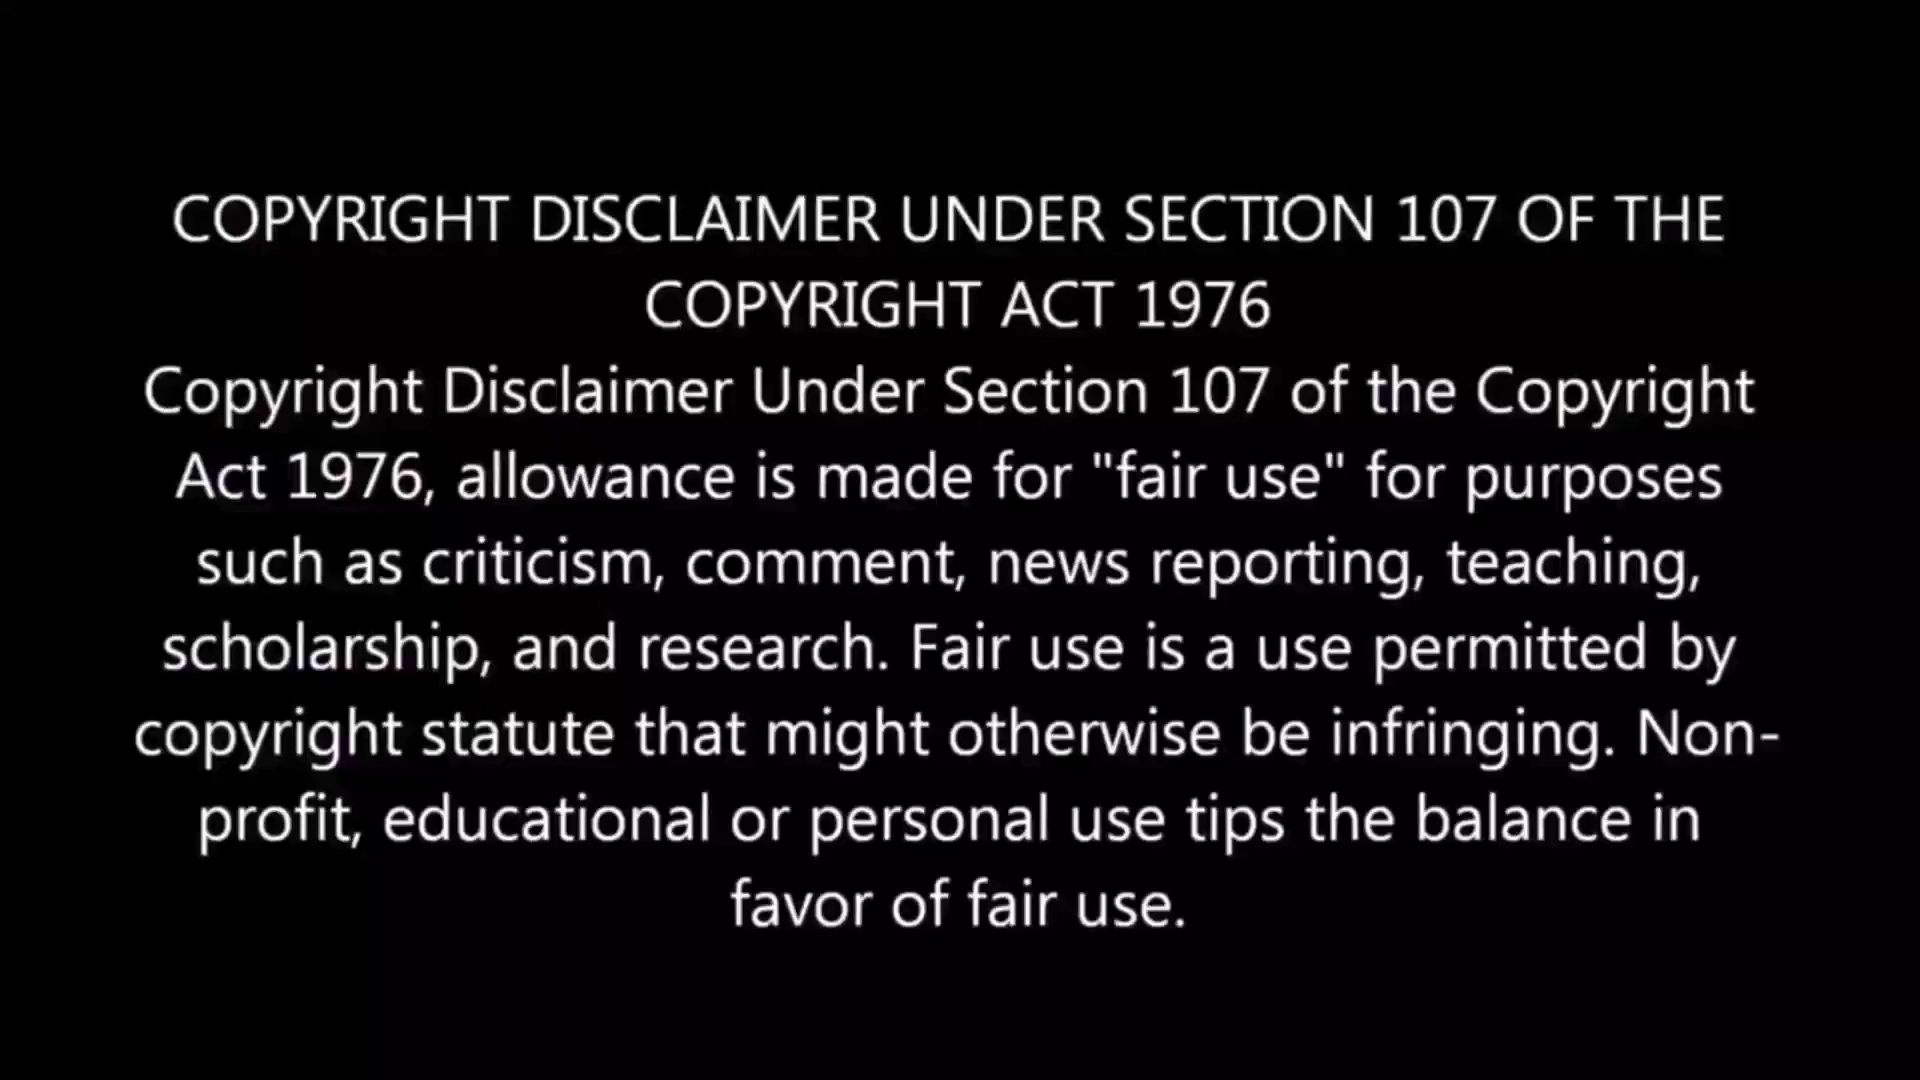 COPYRIGHT DISCLAIMER UNDER SECTION 107 OF THE
COPYRIGHT ACT 1976
Copyright Disclaimer Under Section 107 of the Copyright
Act 1976, allowance is made for "fair use" for purposes
such as criticism, comment, news reporting, teaching,
scholarship, and research. Fair use is a use permitted by
copyright statute that might otherwise be infringing. Non-
profit, educational or personal use tips the balance in
favor of fair use.